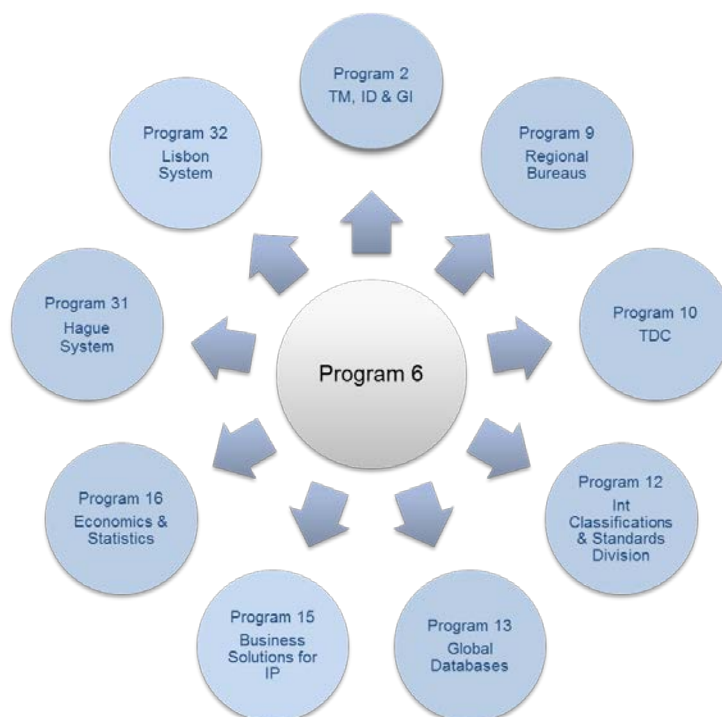 Program 2
TM, ID & GI
Program 9
Regional
Bureaus
Program 10
TDC
Program 12
Int
Classifications
& Standards
Division
Program 13
Global
Databases
Program 15
Business
Solutions for
IP
Program 16
Economics &
Statistics
Program 31
Hague
System
Program 32
Lisbon
System
Program 6